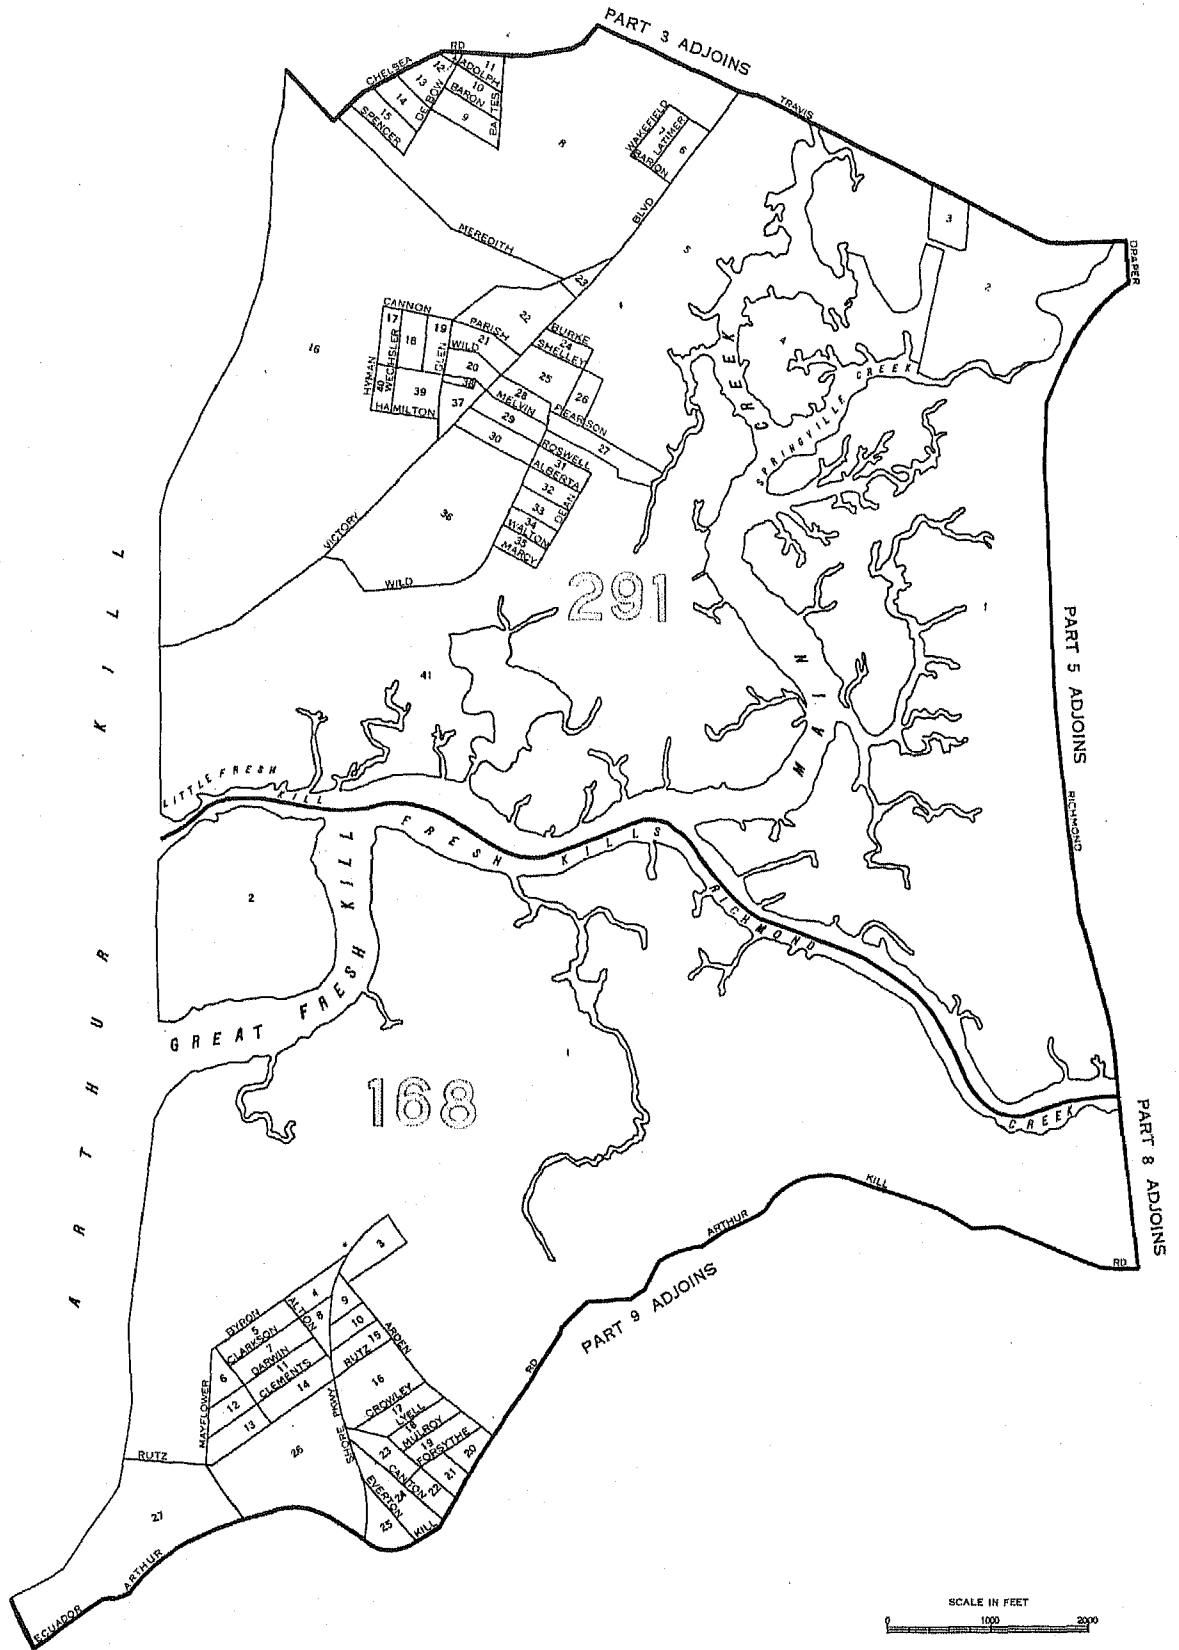 PART 3 ADJOINS
RD
CHELSEA
ADOLPH
11
12
13
10
BARON
14
DE BOW
BATES
15
9
SPENCER
TRAVIS
WAKEFIELD
7
LATIMER
8
BARON
6
3
BLVD
MEREDITH
5
DRAPER
23
2
CANNON
22
17
19
PARISH
BURKE
CREEK
4
16
18
21
24
WECHSLER
GLEN
WILD
SHELLEY
CREEK
HYMAN
20
25
40
39
38
28
26
SPRINGVILLE
HAMILTON
37
MELVIN
PEARSON
29
27
30
ROSWELL
31
ALBERTA
32
DEAN
36
33
34
WALTON
VICTORY
35
MARCY
WILD
291
1
PART 5 ADJOINS
41
MAIN
RICHMOND
LITTLE FRESH
KILL
FRESH KILLS
2
RICHMOND
GREAT FRESH KILL
1
168
CREEK
PART 8 ADJOINS
ARTHUR KILL
KILL
ARTHUR
RD
3
PART 9 ADJOINS
4
BYRON
ALTON
9
5
8
CLARKSON
10
ARDEN
7
DARWIN
15
6
11
RUTZ
CLEMENTS
14
16
RD
12
CROWLEY
MAYFLOWER
17
LYELL
13
SHORE PKWY
18
MULROY
19
FORSYTHE
RUTZ
26
23
20
CANTON
21
EVERTON
24
22
27
25
KILL
ARTHUR
ECUADOR
SCALE IN FEET
0 1000 2000